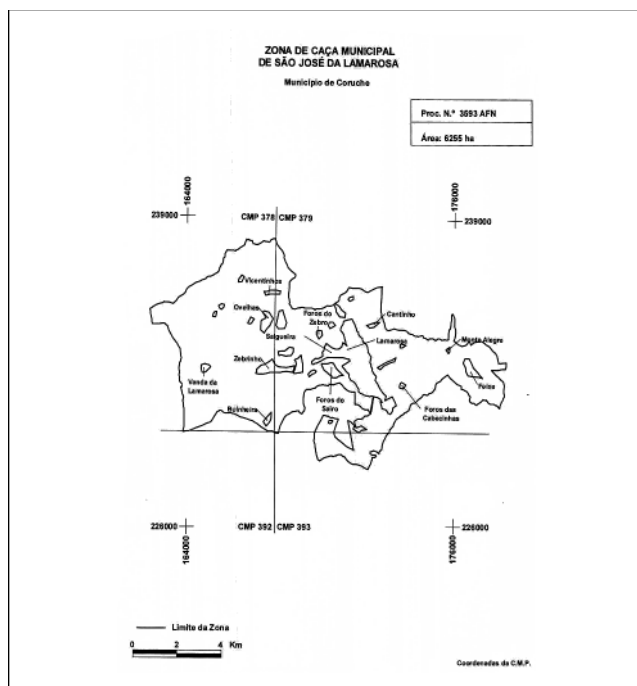 ZONA DE CAÇA MUNICIPAL
DE SÃO JOSÉ DA LAMAROSA
Município de Coruche
Proc. N.º 3693 AFN
Área: 6255 ha
164000
176000
239000
CMP 378
CMP 379
239000
Vicentinhos
Ovelhas
Foros do
Zebro
Cantinho
Salgueira
Lamarosa
Monte Alegre
Zebrinho
Venda da
Lamarosa
Feixe
Foros do
Sairo
Foros das
Cabecinhas
226000
CMP 392
CMP 393
226000
164000
176000
Limite da Zona
0 2 4 Km
Coordenadas da C.M.P.